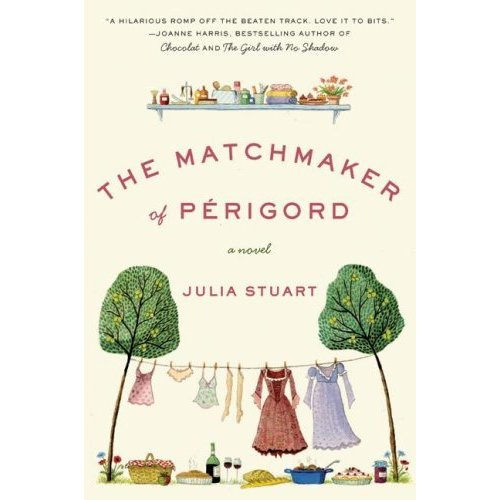 "A HILARIOUS ROMP OFF THE BEATEN TRACK. LOVE IT TO BITS."
—JOANNE HARRIS, BESTSELLING AUTHOR OF
Chocolat AND The Girl with No Shadow
THE MATCHMAKER
of PÉRIGORD
a novel
JULIA STUART